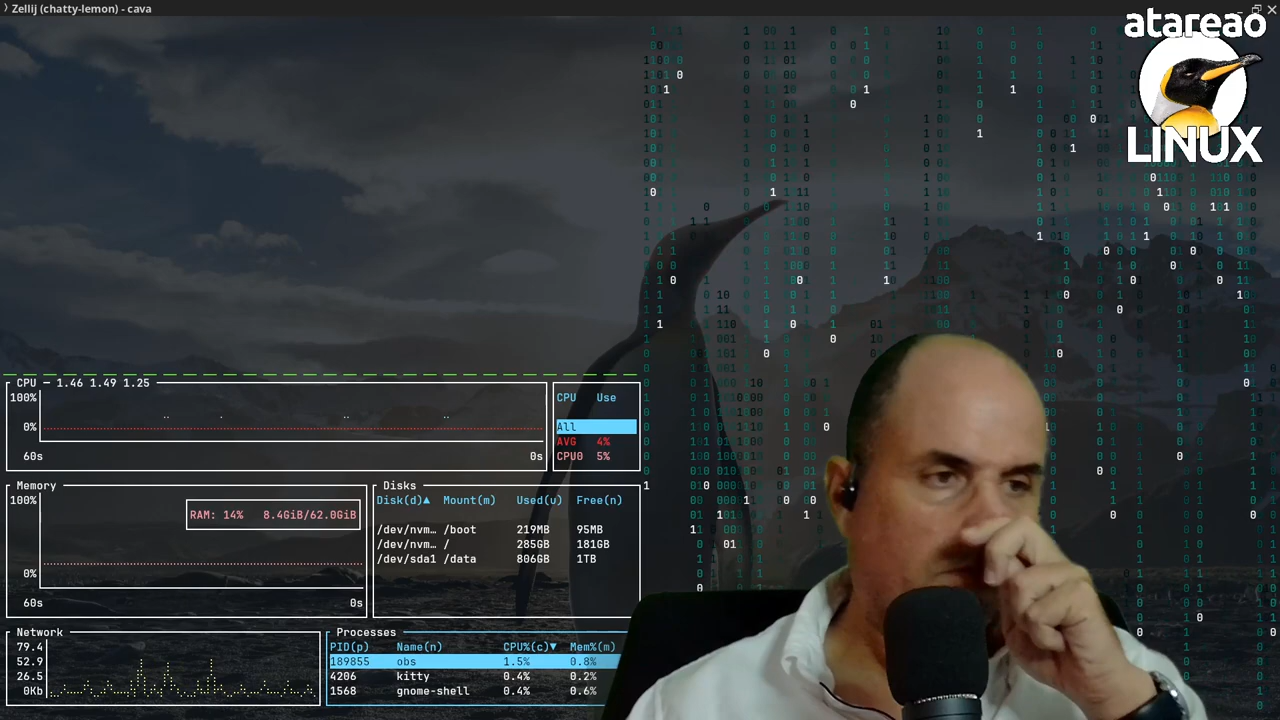 Zellij (chatty-lemon) - cava
atareao
LINUX
CPU 1.46 1.49 1.25
100%
0%
60s 0s
CPU Use
All
AVG 4%
CPU0 5%
Memory
100%
RAM: 14% 8.4GiB/62.0GiB
0%
60s 0s
Disks
Disk(d)▲ Mount(m) Used(u) Free(n)
/dev/nvm… /boot 219MB 95MB
/dev/nvm… / 285GB 181GB
/dev/sda1 /data 806GB 1TB
Network
79.4
52.9
26.5
0Kb
Processes
PID(p) Name(n) CPU%(c)▼ Mem%(m)
189855 obs 1.5% 0.8%
4206 kitty 0.4% 0.2%
1568 gnome-shell 0.4% 0.6%